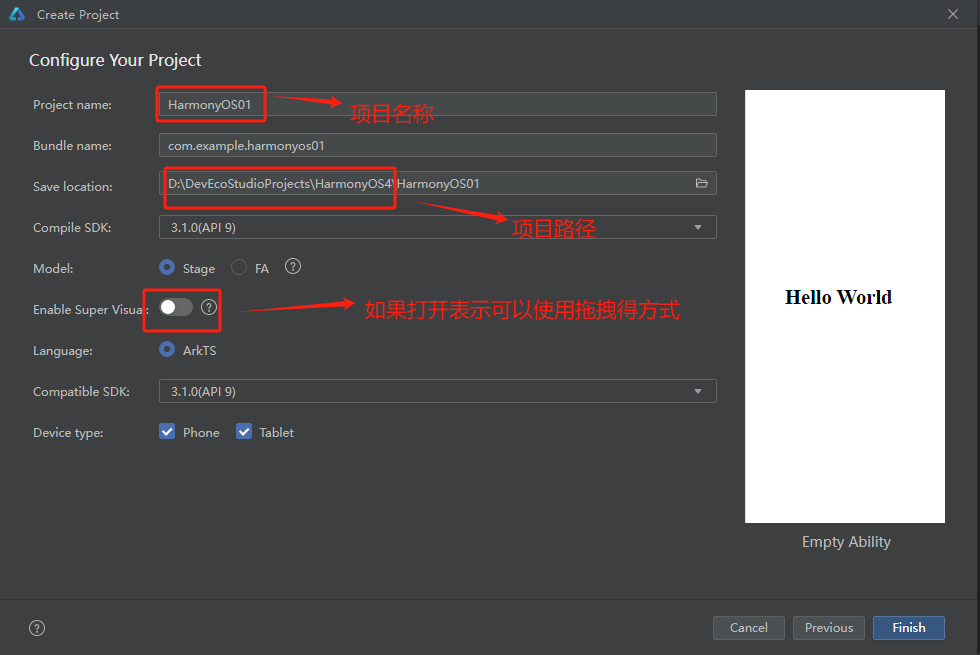 Create Project
Configure Your Project
Project name: HarmonyOS01
项目名称
Bundle name: com.example.harmonyos01
Save location: D:\DevEcoStudioProjects\HarmonyOS4\HarmonyOS01
Compile SDK: 3.1.0(API 9)
项目路径
Model: Stage FA ?
Enable Super Visual: ?
如果打开表示可以使用拖拽得方式
Language: ArkTS
Compatible SDK: 3.1.0(API 9)
Device type: Phone Tablet
Hello World
Empty Ability
? Cancel Previous Finish